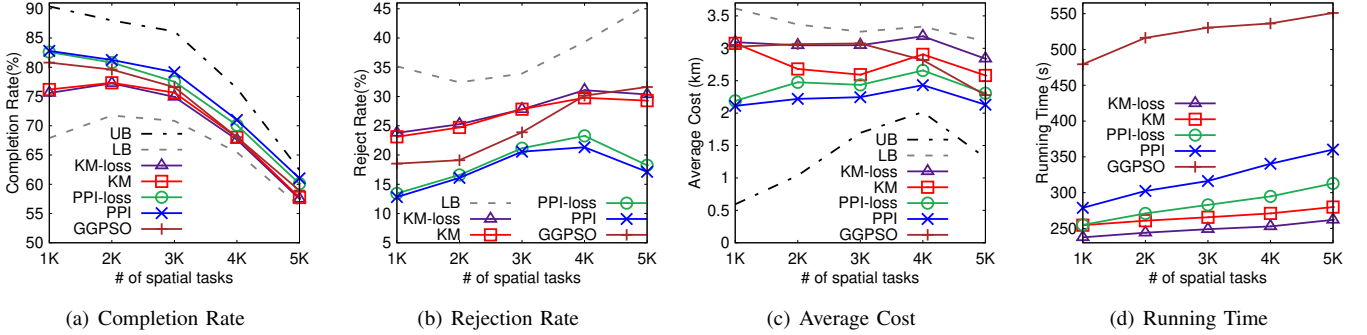 Completion Rate(%)
90
85
80
75
70
65
60
55
50
UB
LB
KM-loss
KM
PPI-loss
PPI
GGPSO
1K 2K 3K 4K 5K
# of spatial tasks
(a) Completion Rate
Reject Rate(%)
45
40
35
30
25
20
15
10
5
LB PPI-loss
KM-loss PPI
KM GGPSO
1K 2K 3K 4K 5K
# of spatial tasks
(b) Rejection Rate
Average Cost (km)
3.5
3
2.5
2
1.5
1
0.5
0
UB
LB
KM-loss
KM
PPI-loss
PPI
GGPSO
1K 2K 3K 4K 5K
# of spatial tasks
(c) Average Cost
Running Time (s)
550
500
450
400
350
300
250
KM-loss
KM
PPI-loss
PPI
GGPSO
1K 2K 3K 4K 5K
# of spatial tasks
(d) Running Time